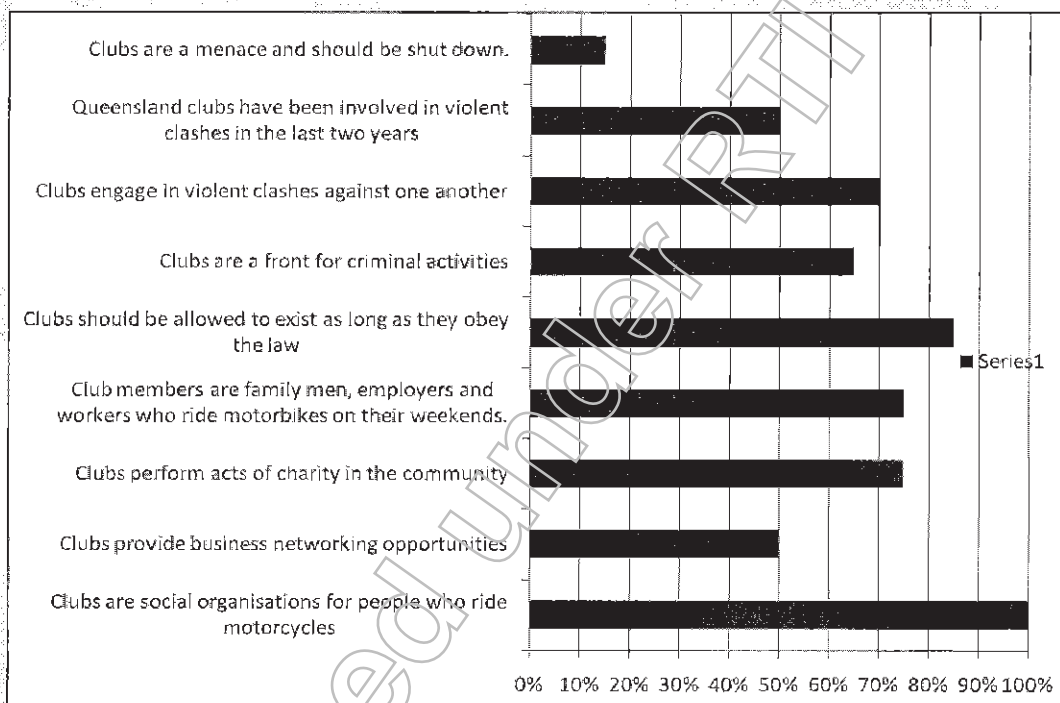 Clubs are a menace and should be shut down.
Queensland clubs have been involved in violent
clashes in the last two years
Clubs engage in violent clashes against one another
Clubs are a front for criminal activities
Clubs should be allowed to exist as long as they obey
the law
Series1
Club members are family men, employers and
workers who ride motorbikes on their weekends.
Clubs perform acts of charity in the community
Clubs provide business networking opportunities
Clubs are social organisations for people who ride
motorcycles
0% 10% 20% 30% 40% 50% 60% 70% 80% 90% 100%
ed under RTI